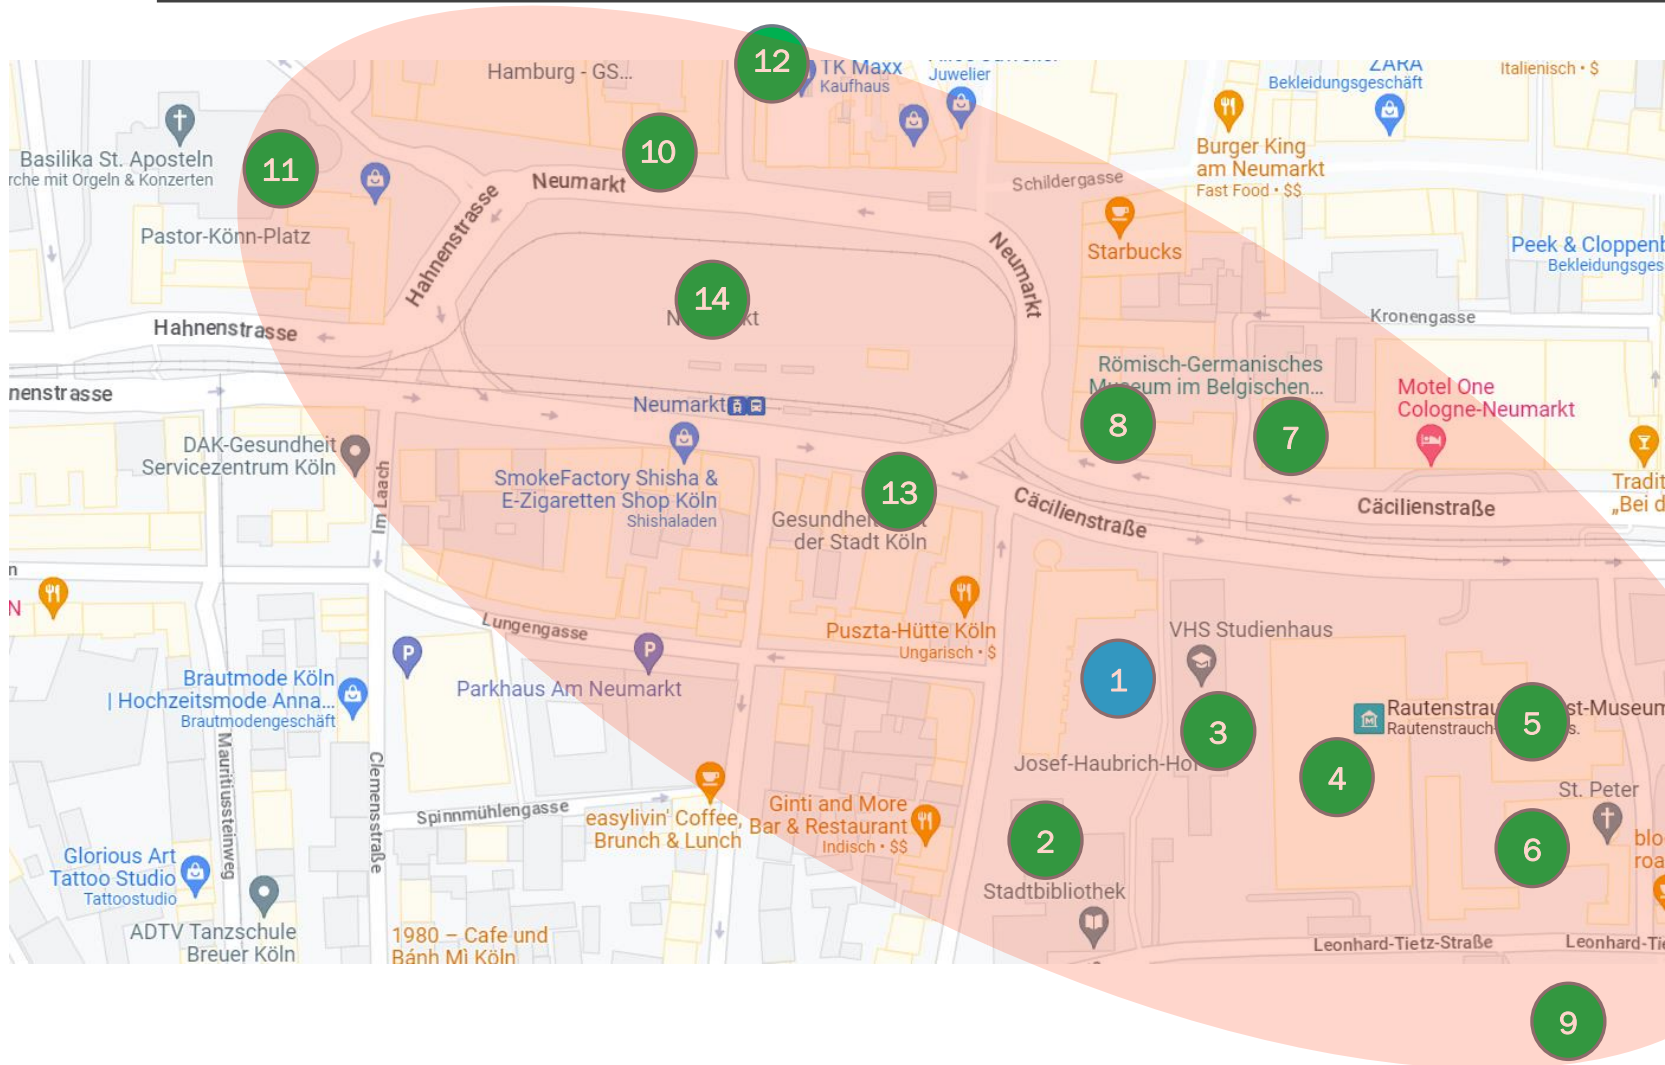 12
TK Maxx
Kaufhaus
Juwelier
Hamburg - GS...
ZARA
Bekleidungsgeschäft
Italienisch • $
Burger King
am Neumarkt
Fast Food • $$
Basilika St. Aposteln
rche mit Orgeln & Konzerten
11
10
Neumarkt
Hahnenstrasse
Schildergasse
Starbucks
Pastor-Könn-Platz
Peek & Cloppenb
Bekleidungsges
Neumarkt
14
Hahnenstrasse
Kronengasse
Römisch-Germanisches
Museum im Belgischen...
Motel One
Cologne-Neumarkt
nenstrasse
Neumarkt
8
7
DAK-Gesundheit
Servicezentrum Köln
Im Laach
SmokeFactory Shisha &
E-Zigaretten Shop Köln
Shishaladen
13
der Stadt Köln
Cäcilienstraße
Cäcilienstraße
Tradit
„Bei d
n
N
Lungengasse
Puszta-Hütte Köln
Ungarisch • $
VHS Studienhaus
P
P
Parkhaus Am Neumarkt
1
Brautmode Köln
| Hochzeitsmode Anna...
Brautmodengeschäft
3
5
st-Museum
4
Josef-Haubrich-Hof
Mauritiussteinweg
Clemensstraße
Spinnmühlengasse
easylivin' Coffee,
Brunch & Lunch
Ginti and More
Bar & Restaurant
Indisch • $$
2
Stadtbibliothek
St. Peter
6
blo
roa
Glorious Art
Tattoo Studio
Tattoostudio
ADTV Tanzschule
Breuer Köln
1980 – Cafe und
Bánh Mì Köln
Leonhard-Tietz-Straße
Leonhard-Tie
9